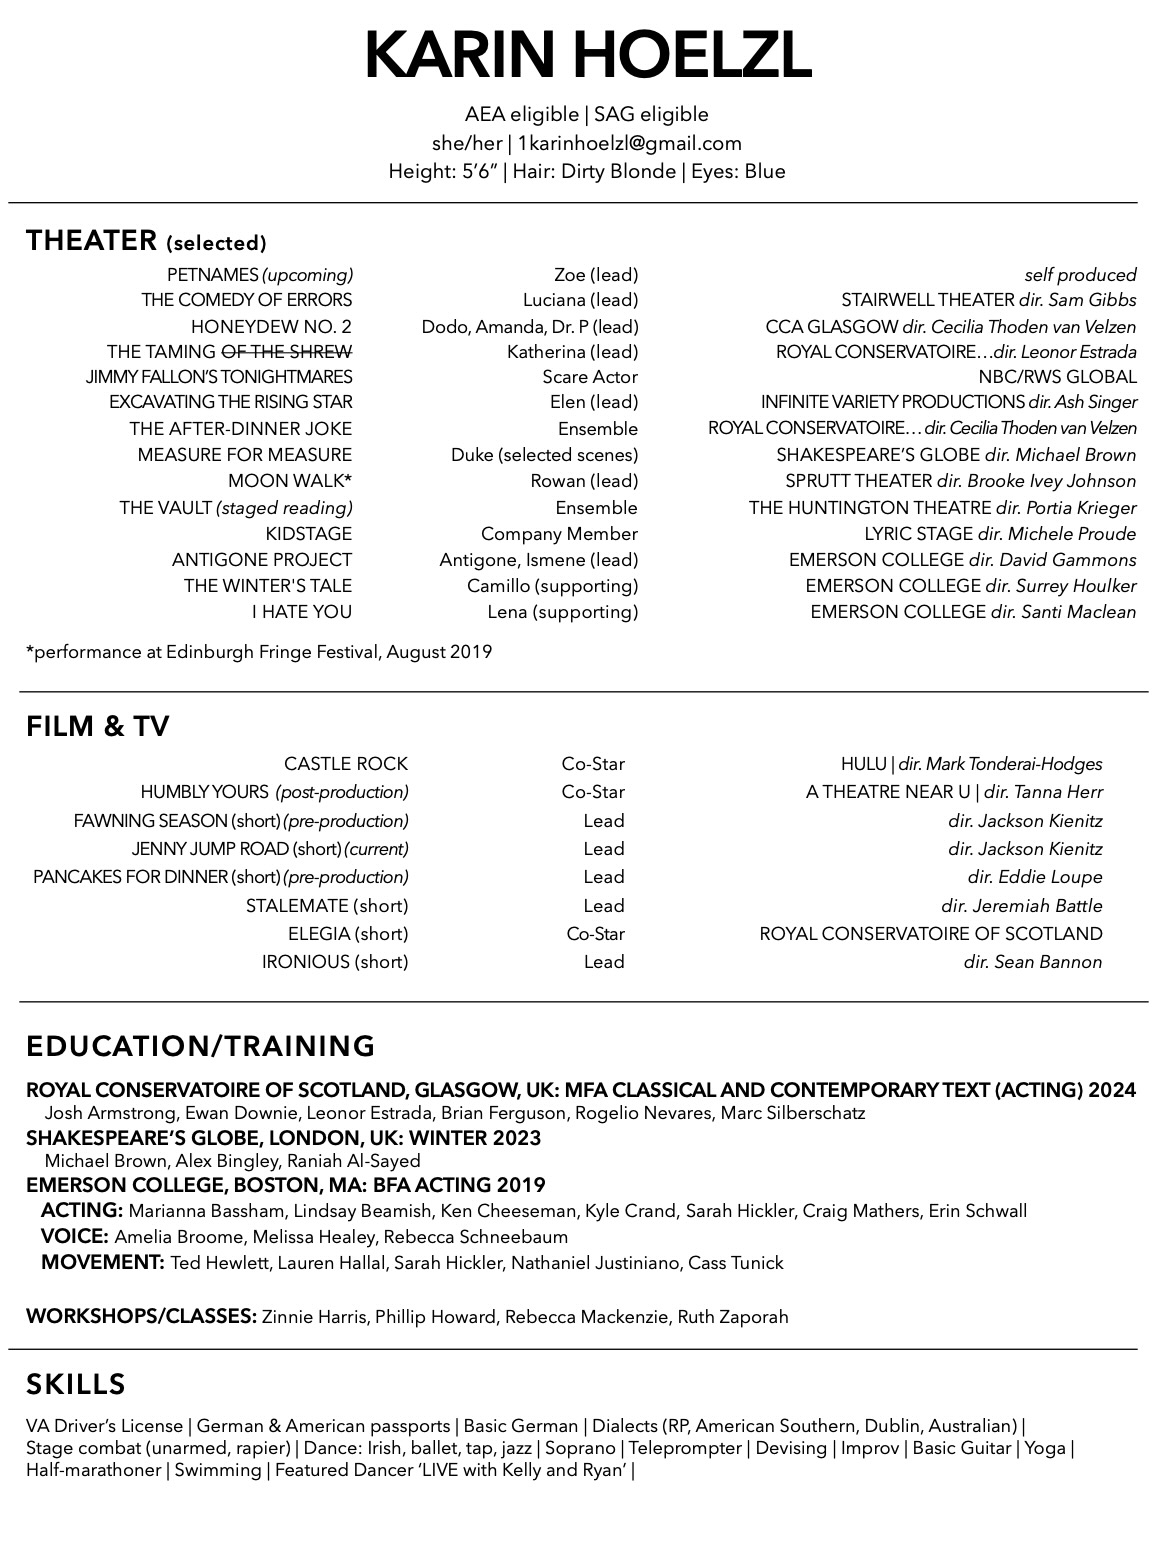 KARIN HOELZL
AEA eligible | SAG eligible
she/her | 1karinhoelzl@gmail.com
Height: 5’6” | Hair: Dirty Blonde | Eyes: Blue
THEATER (selected)
PETNAMES (upcoming) Zoe (lead) self produced
THE COMEDY OF ERRORS Luciana (lead) STAIRWELL THEATER dir. Sam Gibbs
HONEYDEW NO. 2 Dodo, Amanda, Dr. P (lead) CCA GLASGOW dir. Cecilia Thoden van Velzen
THE TAMING OF THE SHREW Katherina (lead) ROYAL CONSERVATOIRE…dir. Leonor Estrada
JIMMY FALLON’S TONIGHTMARES Scare Actor NBC/RWS GLOBAL
EXCAVATING THE RISING STAR Elen (lead) INFINITE VARIETY PRODUCTIONS dir. Ash Singer
THE AFTER-DINNER JOKE Ensemble ROYAL CONSERVATOIRE… dir. Cecilia Thoden van Velzen
MEASURE FOR MEASURE Duke (selected scenes) SHAKESPEARE’S GLOBE dir. Michael Brown
MOON WALK* Rowan (lead) SPRUTT THEATER dir. Brooke Ivey Johnson
THE VAULT (staged reading) Ensemble THE HUNTINGTON THEATRE dir. Portia Krieger
KIDSTAGE Company Member LYRIC STAGE dir. Michele Proude
ANTIGONE PROJECT Antigone, Ismene (lead) EMERSON COLLEGE dir. David Gammons
THE WINTER'S TALE Camillo (supporting) EMERSON COLLEGE dir. Surrey Houlker
I HATE YOU Lena (supporting) EMERSON COLLEGE dir. Santi Maclean
*performance at Edinburgh Fringe Festival, August 2019
FILM & TV
CASTLE ROCK Co-Star HULU | dir. Mark Tonderai-Hodges
HUMBLY YOURS (post-production) Co-Star A THEATRE NEAR U | dir. Tanna Herr
FAWNING SEASON (short) (pre-production) Lead dir. Jackson Kienitz
JENNY JUMP ROAD (short) (current) Lead dir. Jackson Kienitz
PANCAKES FOR DINNER (short) (pre-production) Lead dir. Eddie Loupe
STALEMATE (short) Lead dir. Jeremiah Battle
ELEGIA (short) Co-Star ROYAL CONSERVATOIRE OF SCOTLAND
IRONIOUS (short) Lead dir. Sean Bannon
EDUCATION/TRAINING
ROYAL CONSERVATOIRE OF SCOTLAND, GLASGOW, UK: MFA CLASSICAL AND CONTEMPORARY TEXT (ACTING) 2024
Josh Armstrong, Ewan Downie, Leonor Estrada, Brian Ferguson, Rogelio Nevares, Marc Silberschatz
SHAKESPEARE’S GLOBE, LONDON, UK: WINTER 2023
Michael Brown, Alex Bingley, Raniah Al-Sayed
EMERSON COLLEGE, BOSTON, MA: BFA ACTING 2019
ACTING: Marianna Bassham, Lindsay Beamish, Ken Cheeseman, Kyle Crand, Sarah Hickler, Craig Mathers, Erin Schwall
VOICE: Amelia Broome, Melissa Healey, Rebecca Schneebaum
MOVEMENT: Ted Hewlett, Lauren Hallal, Sarah Hickler, Nathaniel Justiniano, Cass Tunick
WORKSHOPS/CLASSES: Zinnie Harris, Phillip Howard, Rebecca Mackenzie, Ruth Zaporah
SKILLS
VA Driver’s License | German & American passports | Basic German | Dialects (RP, American Southern, Dublin, Australian) |
Stage combat (unarmed, rapier) | Dance: Irish, ballet, tap, jazz | Soprano | Teleprompter | Devising | Improv | Basic Guitar | Yoga |
Half-marathoner | Swimming | Featured Dancer ‘LIVE with Kelly and Ryan’ |